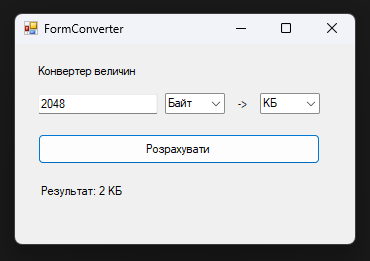 FormConverter
Конвертер величин
2048 Байт -> КБ
Розрахувати
Результат: 2 КБ